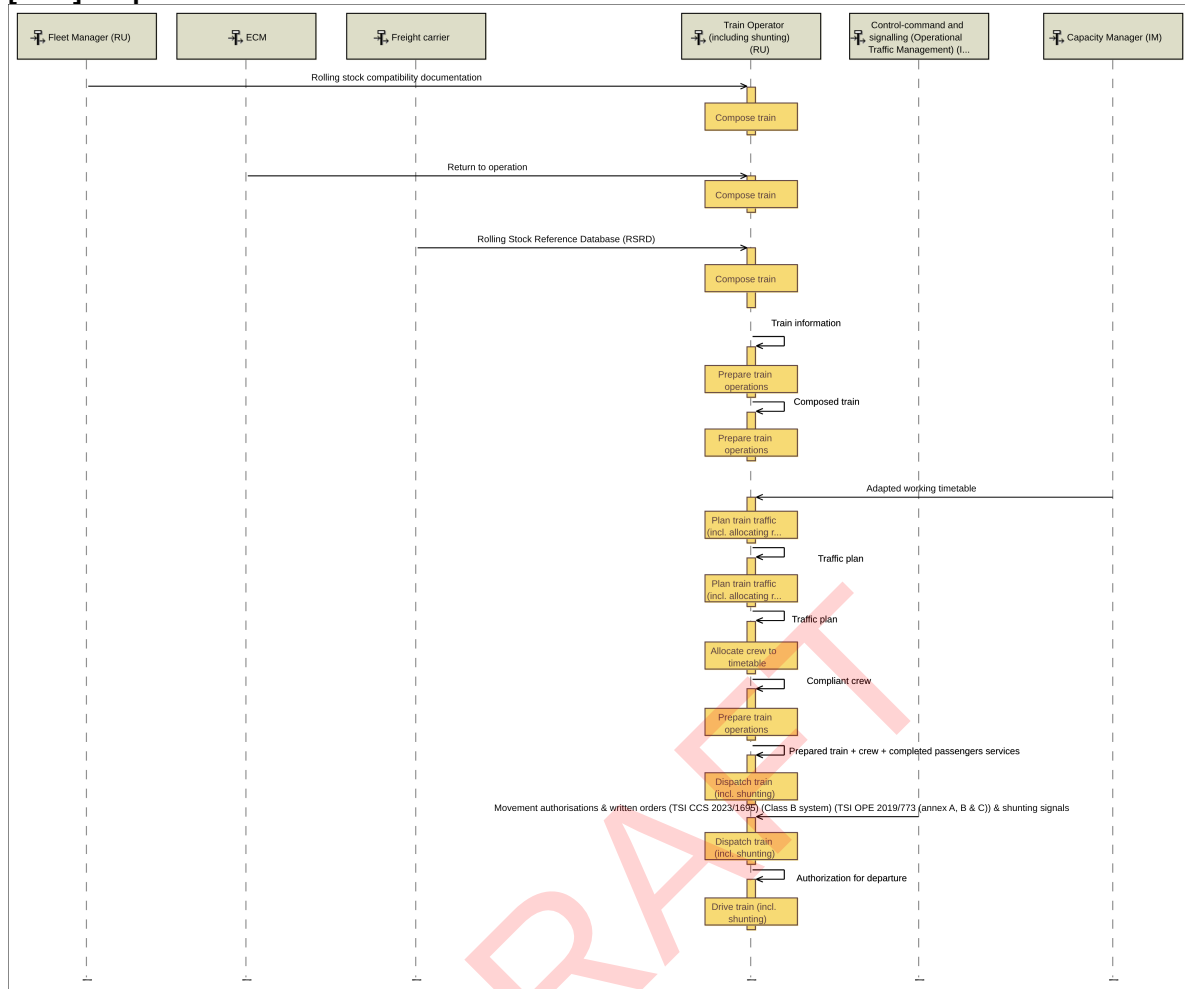 Fleet Manager (RU)
ECM
Freight carrier
Train Operator
(including shunting)
(RU)
Control-command and
signalling (Operational
Traffic Management) (I...
Capacity Manager (IM)
Rolling stock compatibility documentation
Compose train
Return to operation
Compose train
Rolling Stock Reference Database (RSRD)
Compose train
Train information
Prepare train
operations
Composed train
Prepare train
operations
Adapted working timetable
Plan train traffic
(incl. allocating r...
Traffic plan
Plan train traffic
(incl. allocating r...
Traffic plan
Allocate crew to
timetable
Compliant crew
Prepare train
operations
Prepared train + crew + completed passengers services
Dispatch train
(incl. shunting)
Movement authorisations & written orders (TSI CCS 2023/1695) (Class B system) (TSI OPE 2019/773 (annex A, B & C)) & shunting signals
Dispatch train
(incl. shunting)
Authorization for departure
Drive train (incl.
shunting)
RAFT